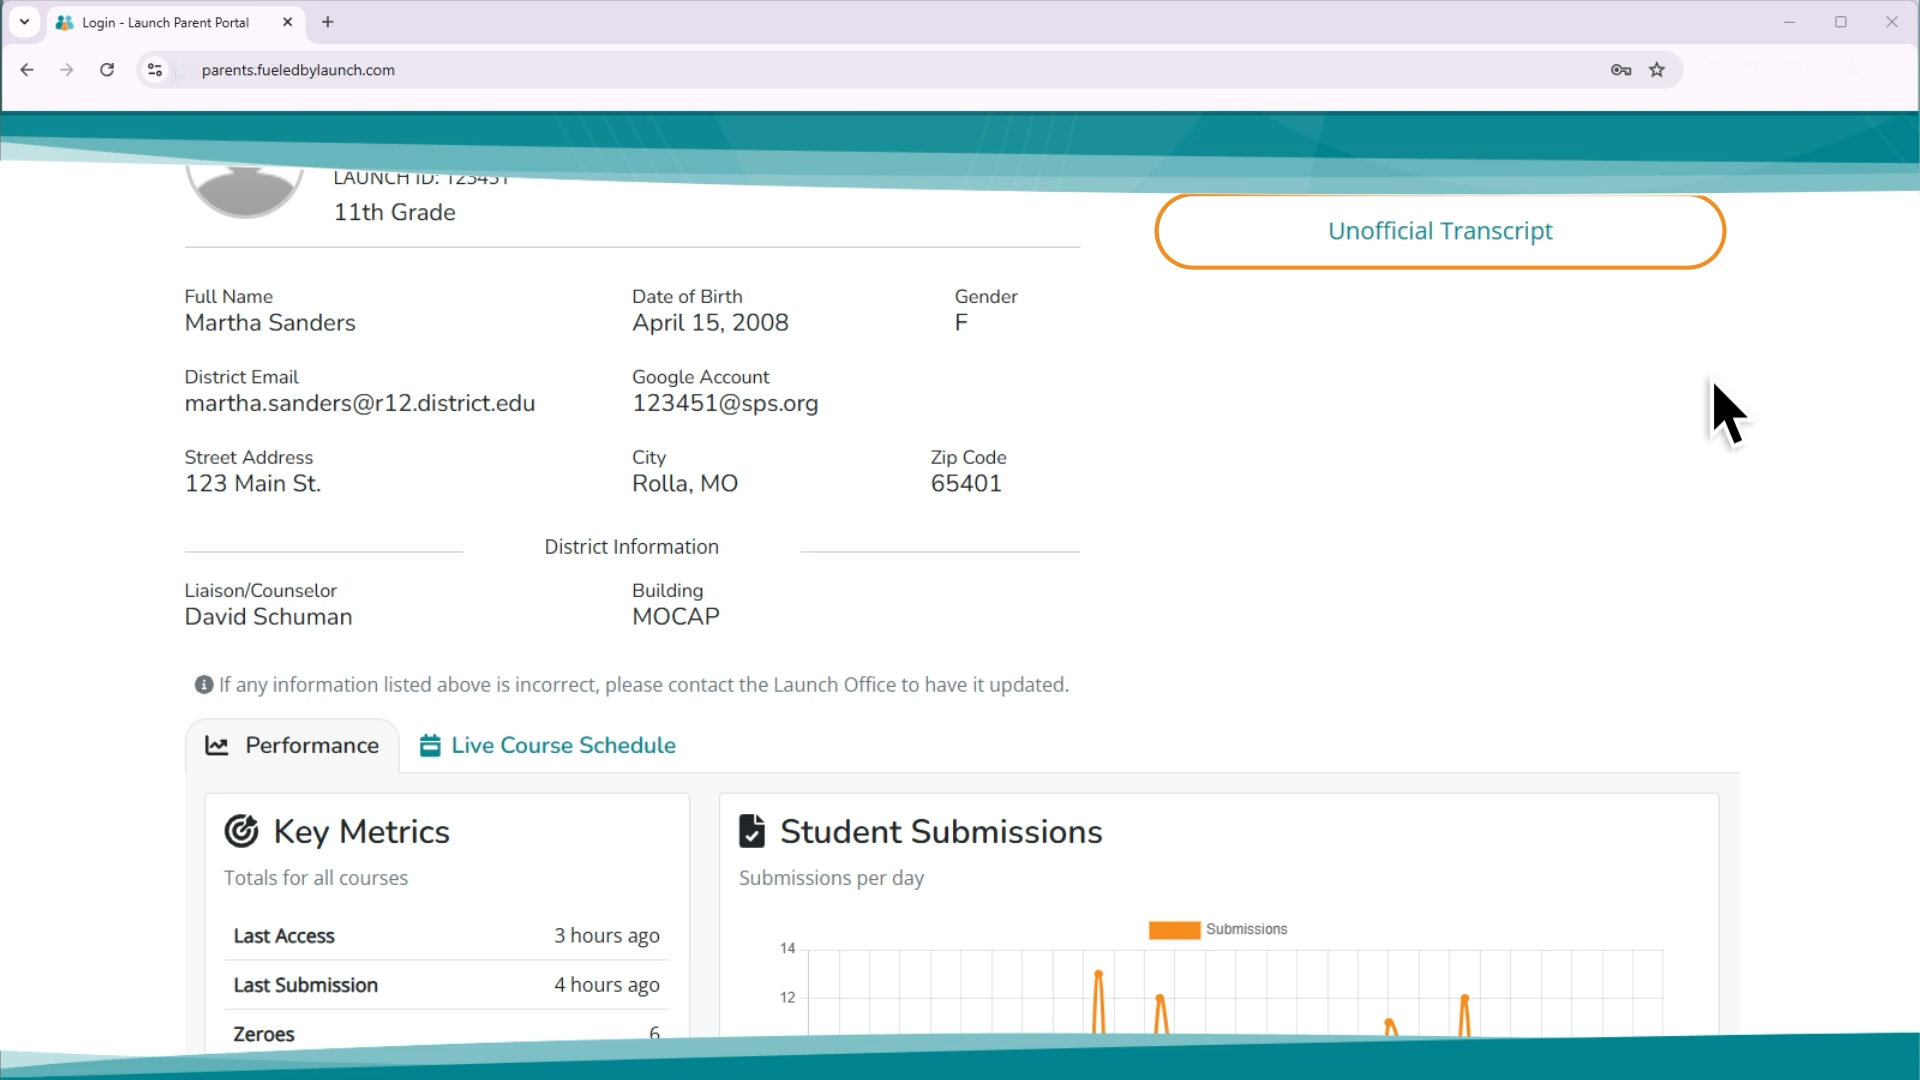 Login - Launch Parent Portal
parents.fueledbylaunch.com
LAUNCH ID: 123451
11th Grade
Unofficial Transcript
Full Name
Date of Birth
Gender
Martha Sanders
April 15, 2008
F
District Email
Google Account
martha.sanders@r12.district.edu
123451@sps.org
Street Address
City
Zip Code
123 Main St.
Rolla, MO
65401
District Information
Liaison/Counselor
Building
David Schuman
MOCAP
If any information listed above is incorrect, please contact the Launch Office to have it updated.
Performance
Live Course Schedule
Key Metrics
Totals for all courses
Last Access
3 hours ago
Last Submission
4 hours ago
Zeroes
6
Student Submissions
Submissions per day
Submissions
14
12